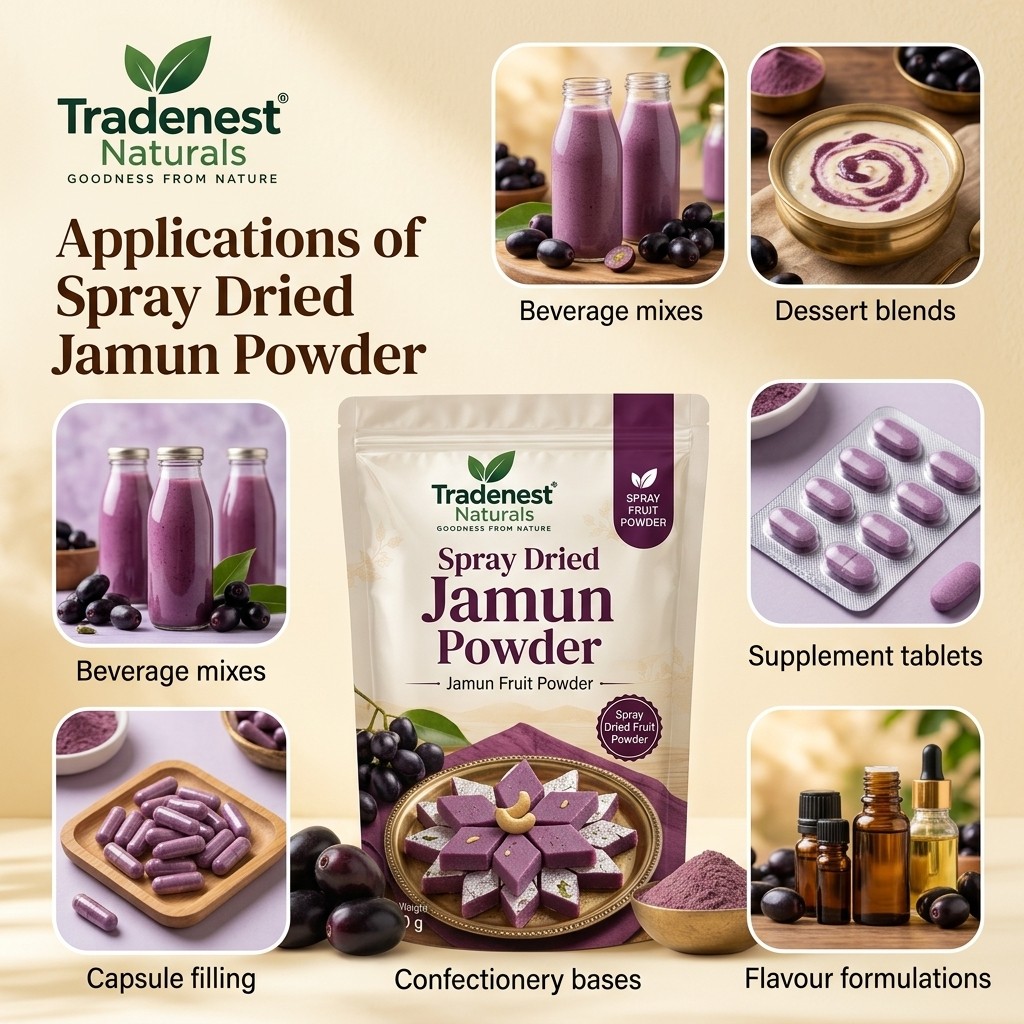 Tradenest®
Naturals
GOODNESS FROM NATURE
Applications of
Spray Dried
Jamun Powder
Beverage mixes
Dessert blends
Beverage mixes
Supplement tablets
Capsule filling
Confectionery bases
Flavour formulations
Tradenest®
Naturals
GOODNESS FROM NATURE
SPRAY
FRUIT
POWDER
Spray Dried
Jamun
Powder
Jamun Fruit Powder
Spray
Dried Fruit
Powder
g